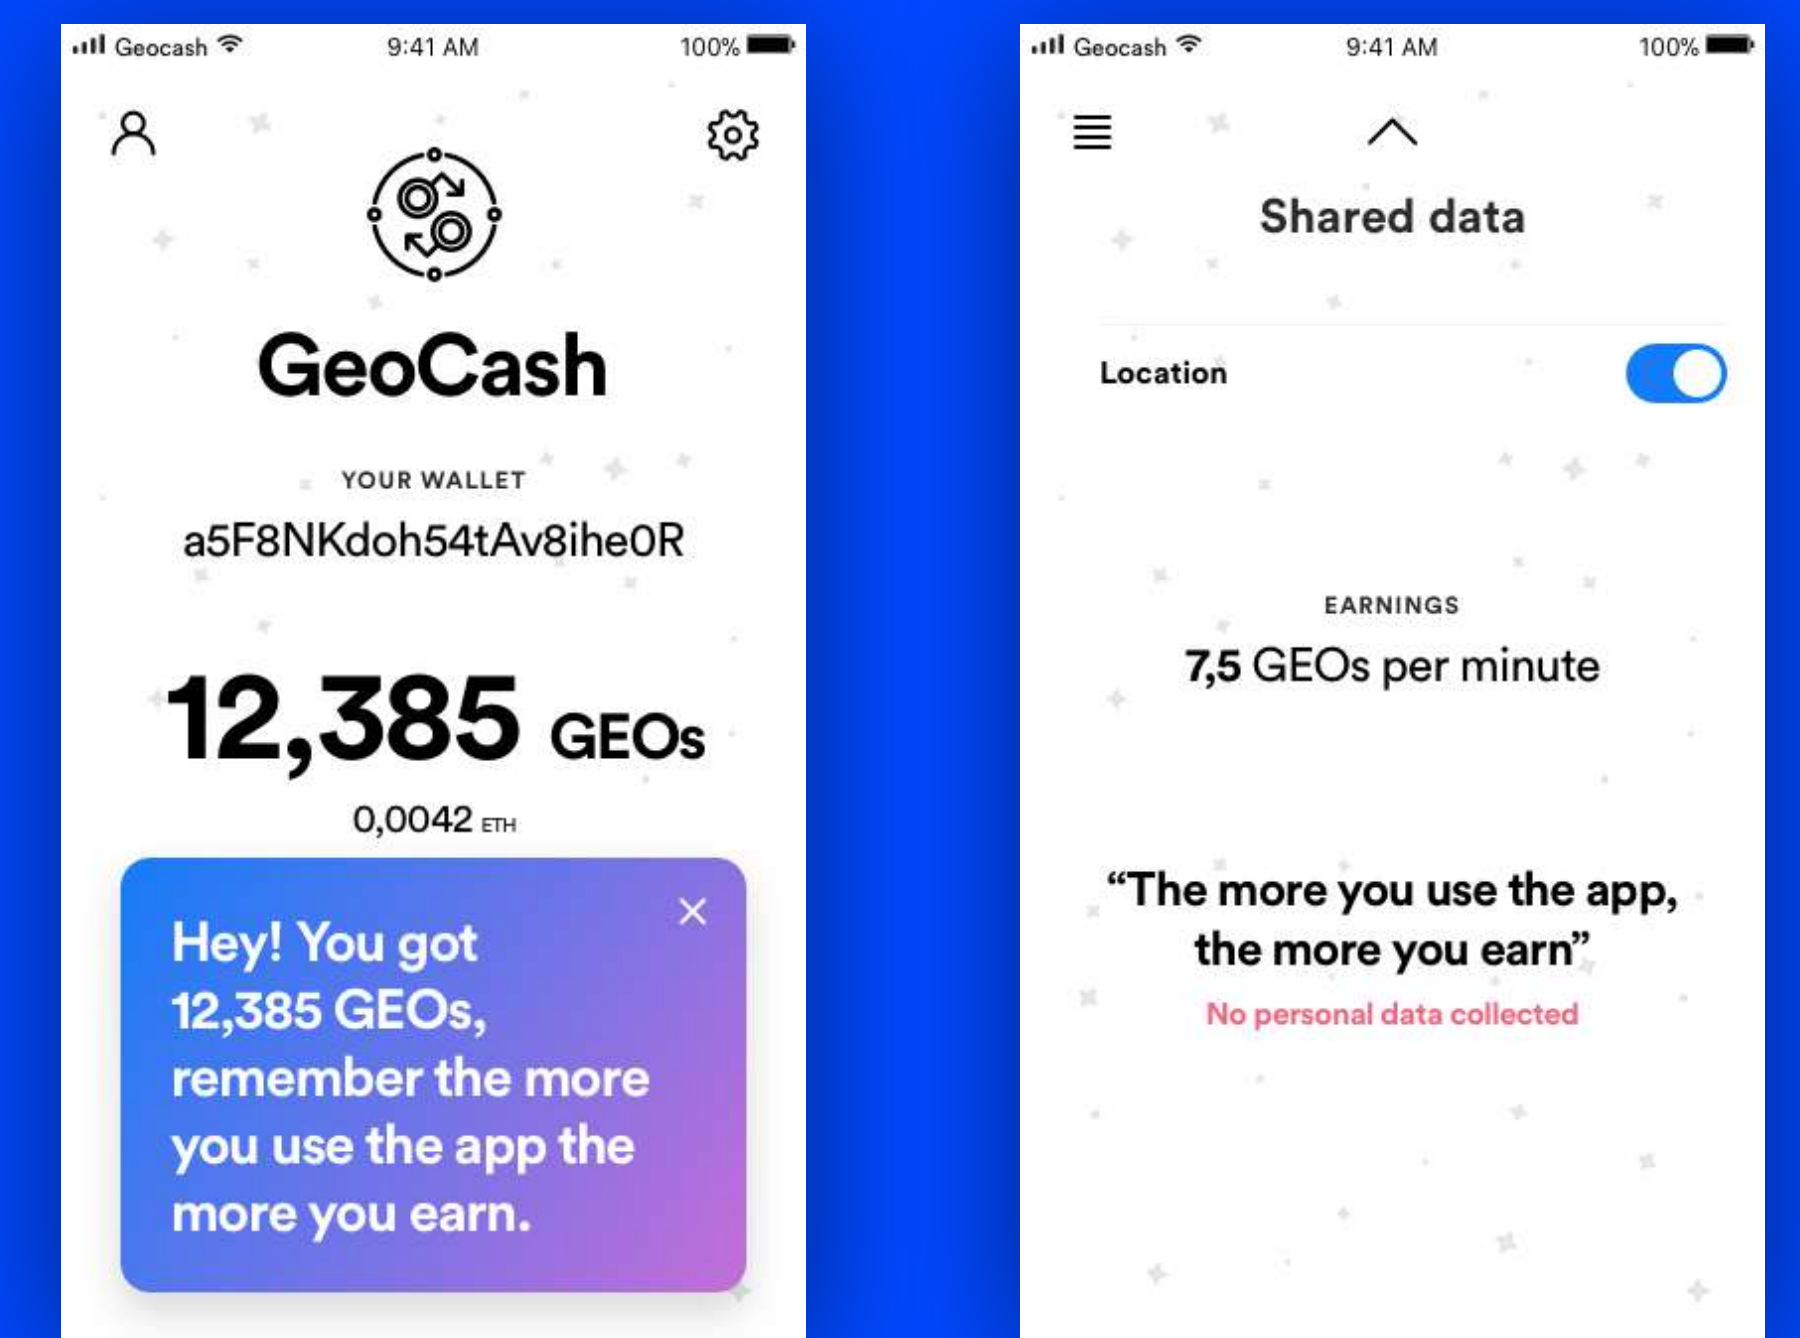 Geocash 9:41 AM 100%
GeoCash
YOUR WALLET
a5F8NKdoh54tAv8ihe0R
12,385 GEOs
0,0042 ETH
Hey! You got
12,385 GEOs,
remember the more
you use the app the
more you earn.
Geocash 9:41 AM 100%
Shared data
Location
EARNINGS
7,5 GEOs per minute
“The more you use the app,
the more you earn”
No personal data collected